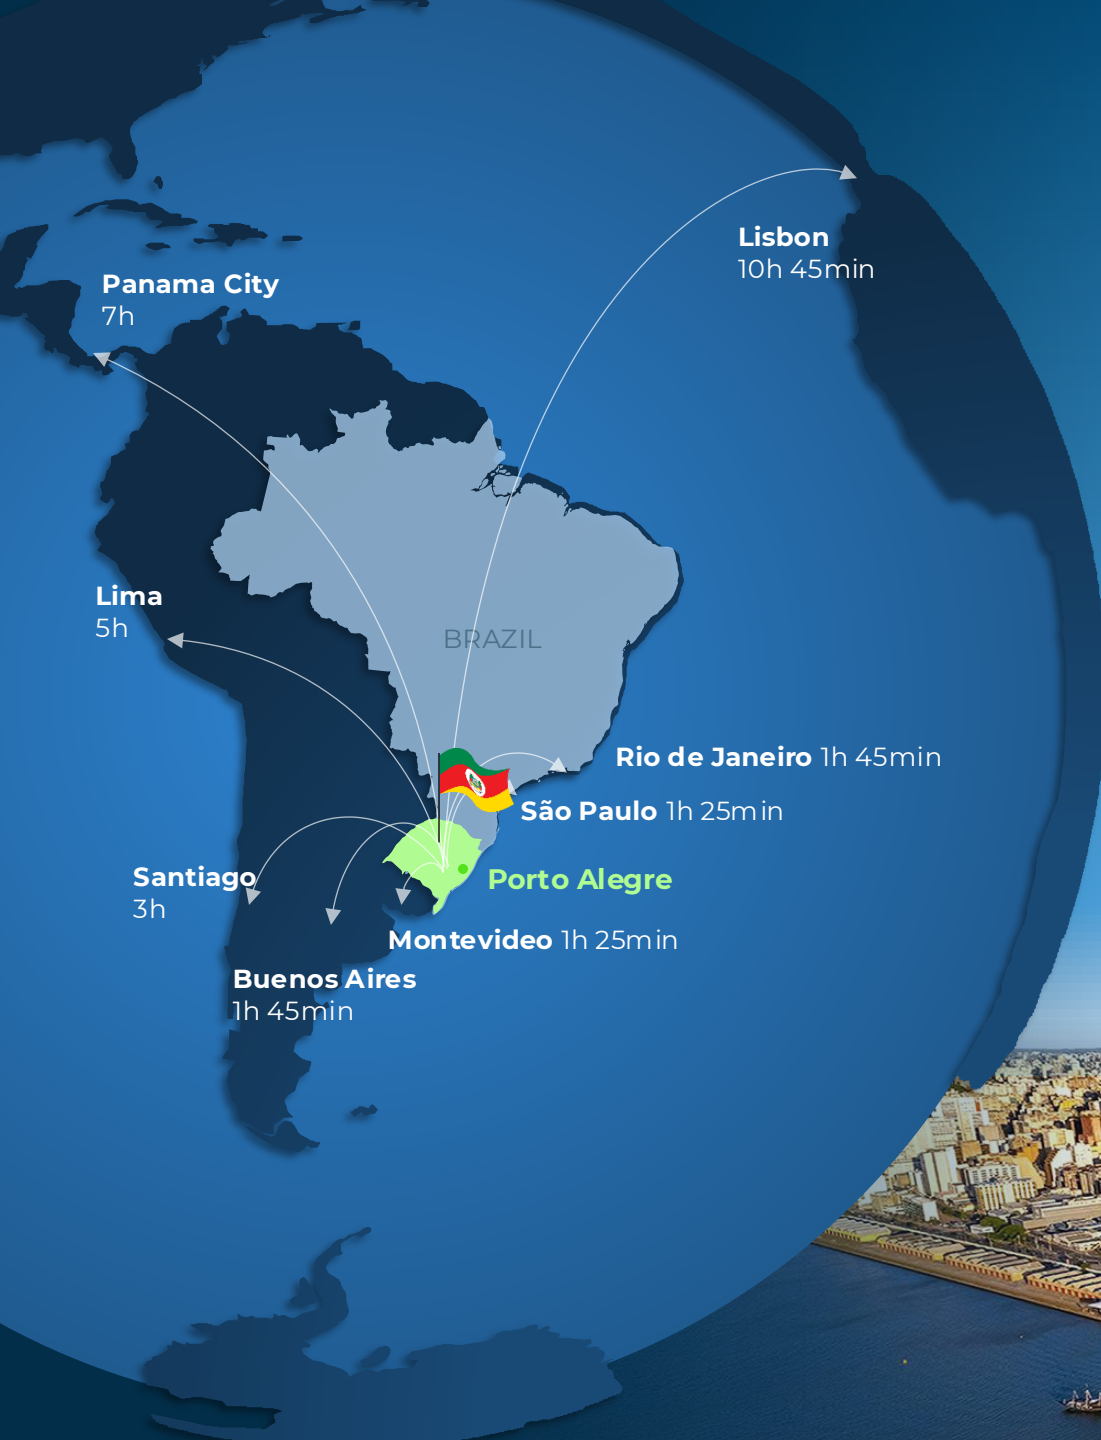 Lisbon
10h 45min
Panama City
7h
Lima
5h
BRAZIL
Rio de Janeiro 1h 45min
São Paulo 1h 25min
Santiago
3h
Porto Alegre
Montevideo 1h 25min
Buenos Aires
1h 45min